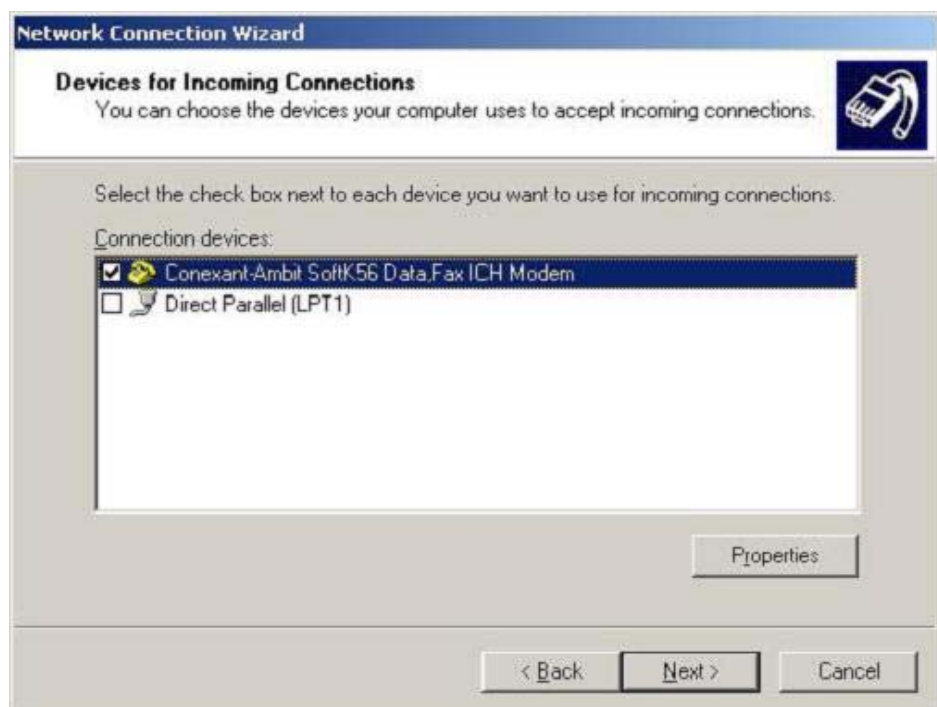 Network Connection Wizard
Devices for Incoming Connections
You can choose the devices your computer uses to accept incoming connections.
Select the check box next to each device you want to use for incoming connections.
Connection devices:
Conexant-Ambit SoftK56 Data,Fax ICH Modem
Direct Parallel (LPT1)
Properties
< Back
Next >
Cancel